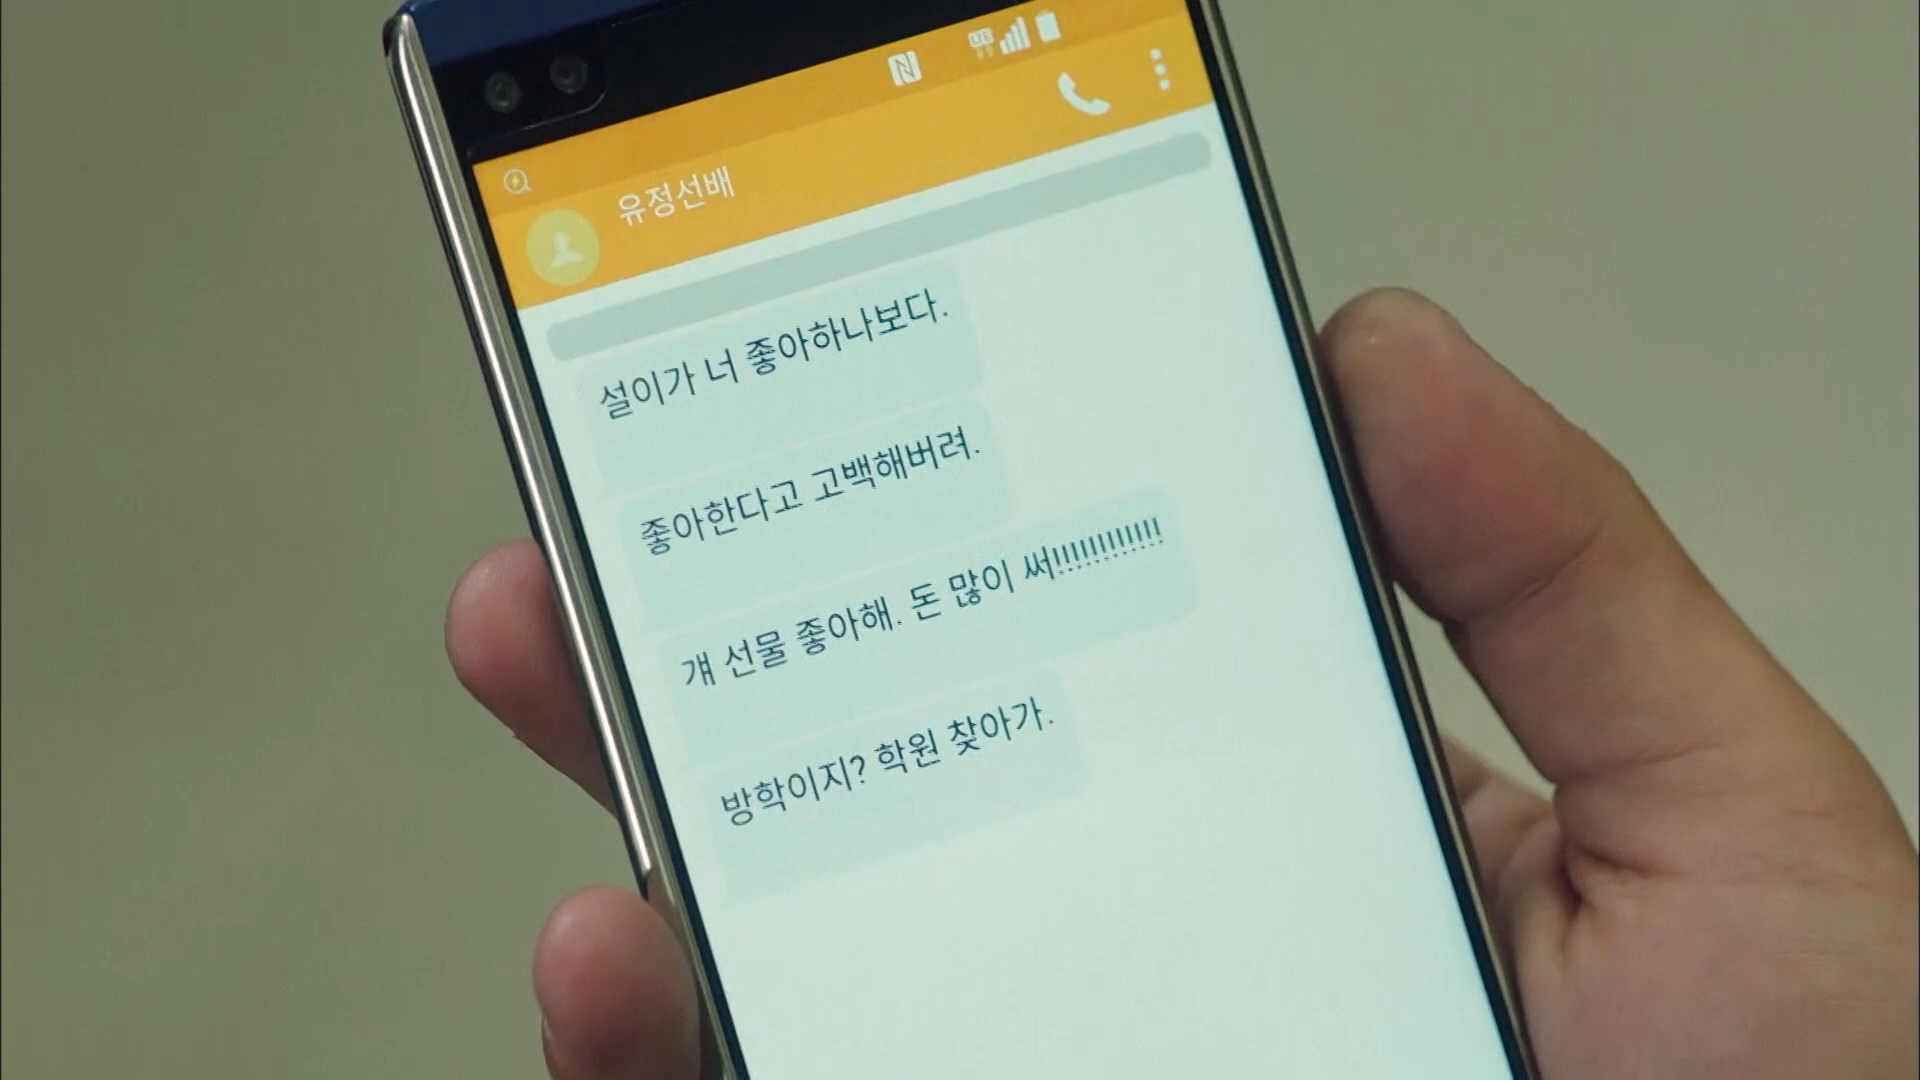 유정선배
설이가 너 좋아하나보다.
좋아한다고 고백해버려.
걔 선물 좋아해. 돈 많이 써!!!!!!!!!!!!!
방학이지? 학원 찾아가.